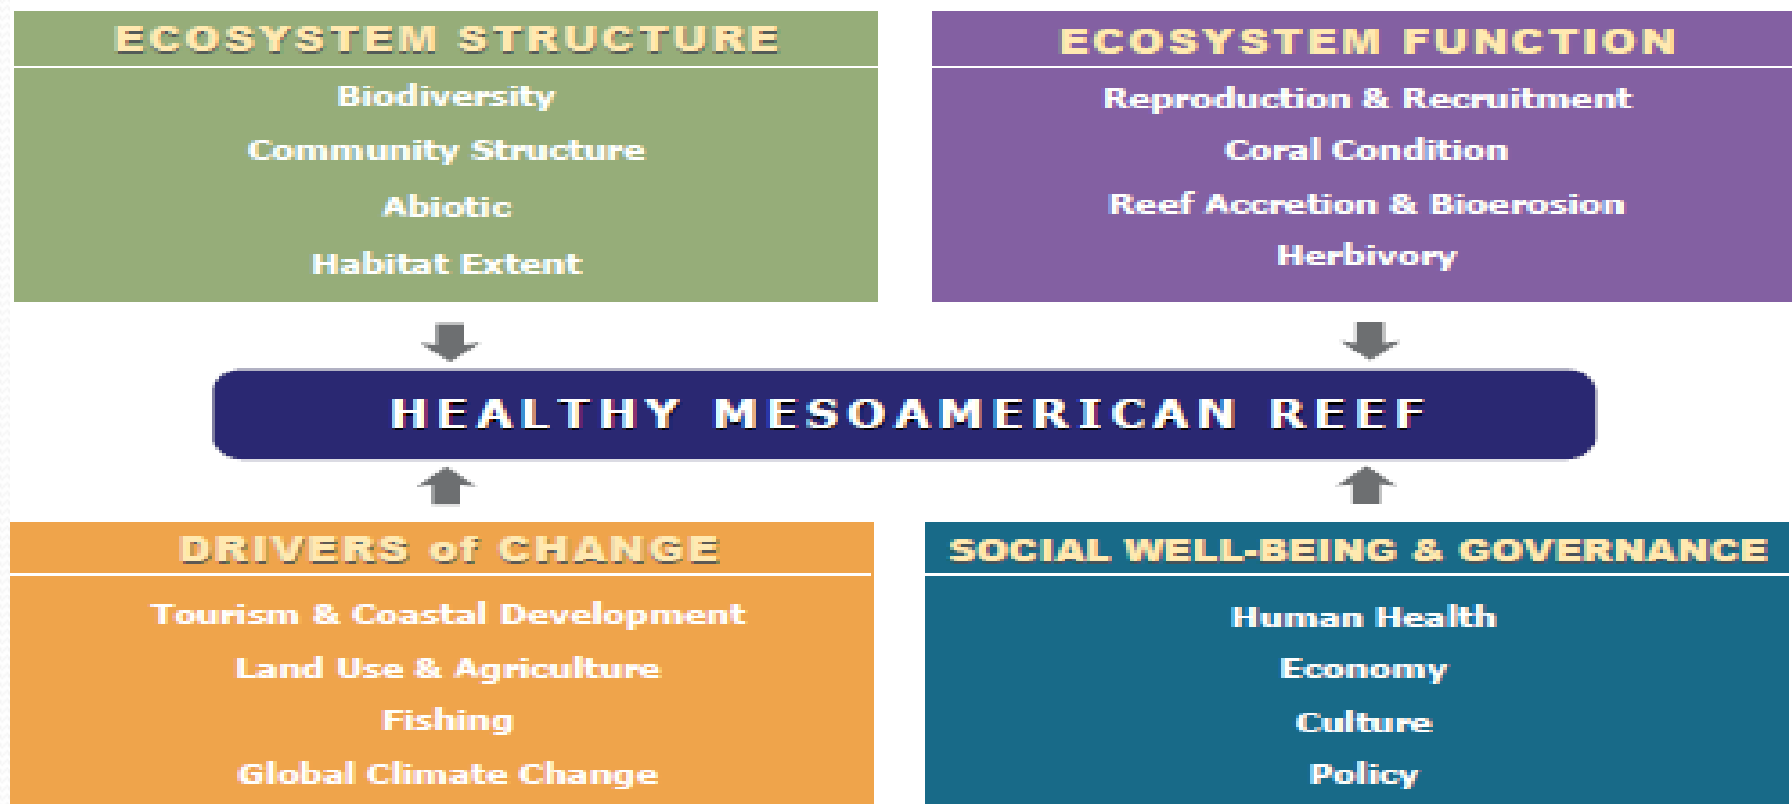 ECOSYSTEM STRUCTURE
Biodiversity
Community Structure
Abiotic
Habitat Extent
ECOSYSTEM FUNCTION
Reproduction & Recruitment
Coral Condition
Reef Accretion & Bioerosion
Herbivory
HEALTHY MESOAMERICAN REEF
DRIVERS of CHANGE
Tourism & Coastal Development
Land Use & Agriculture
Fishing
Global Climate Change
SOCIAL WELL-BEING & GOVERNANCE
Human Health
Economy
Culture
Policy